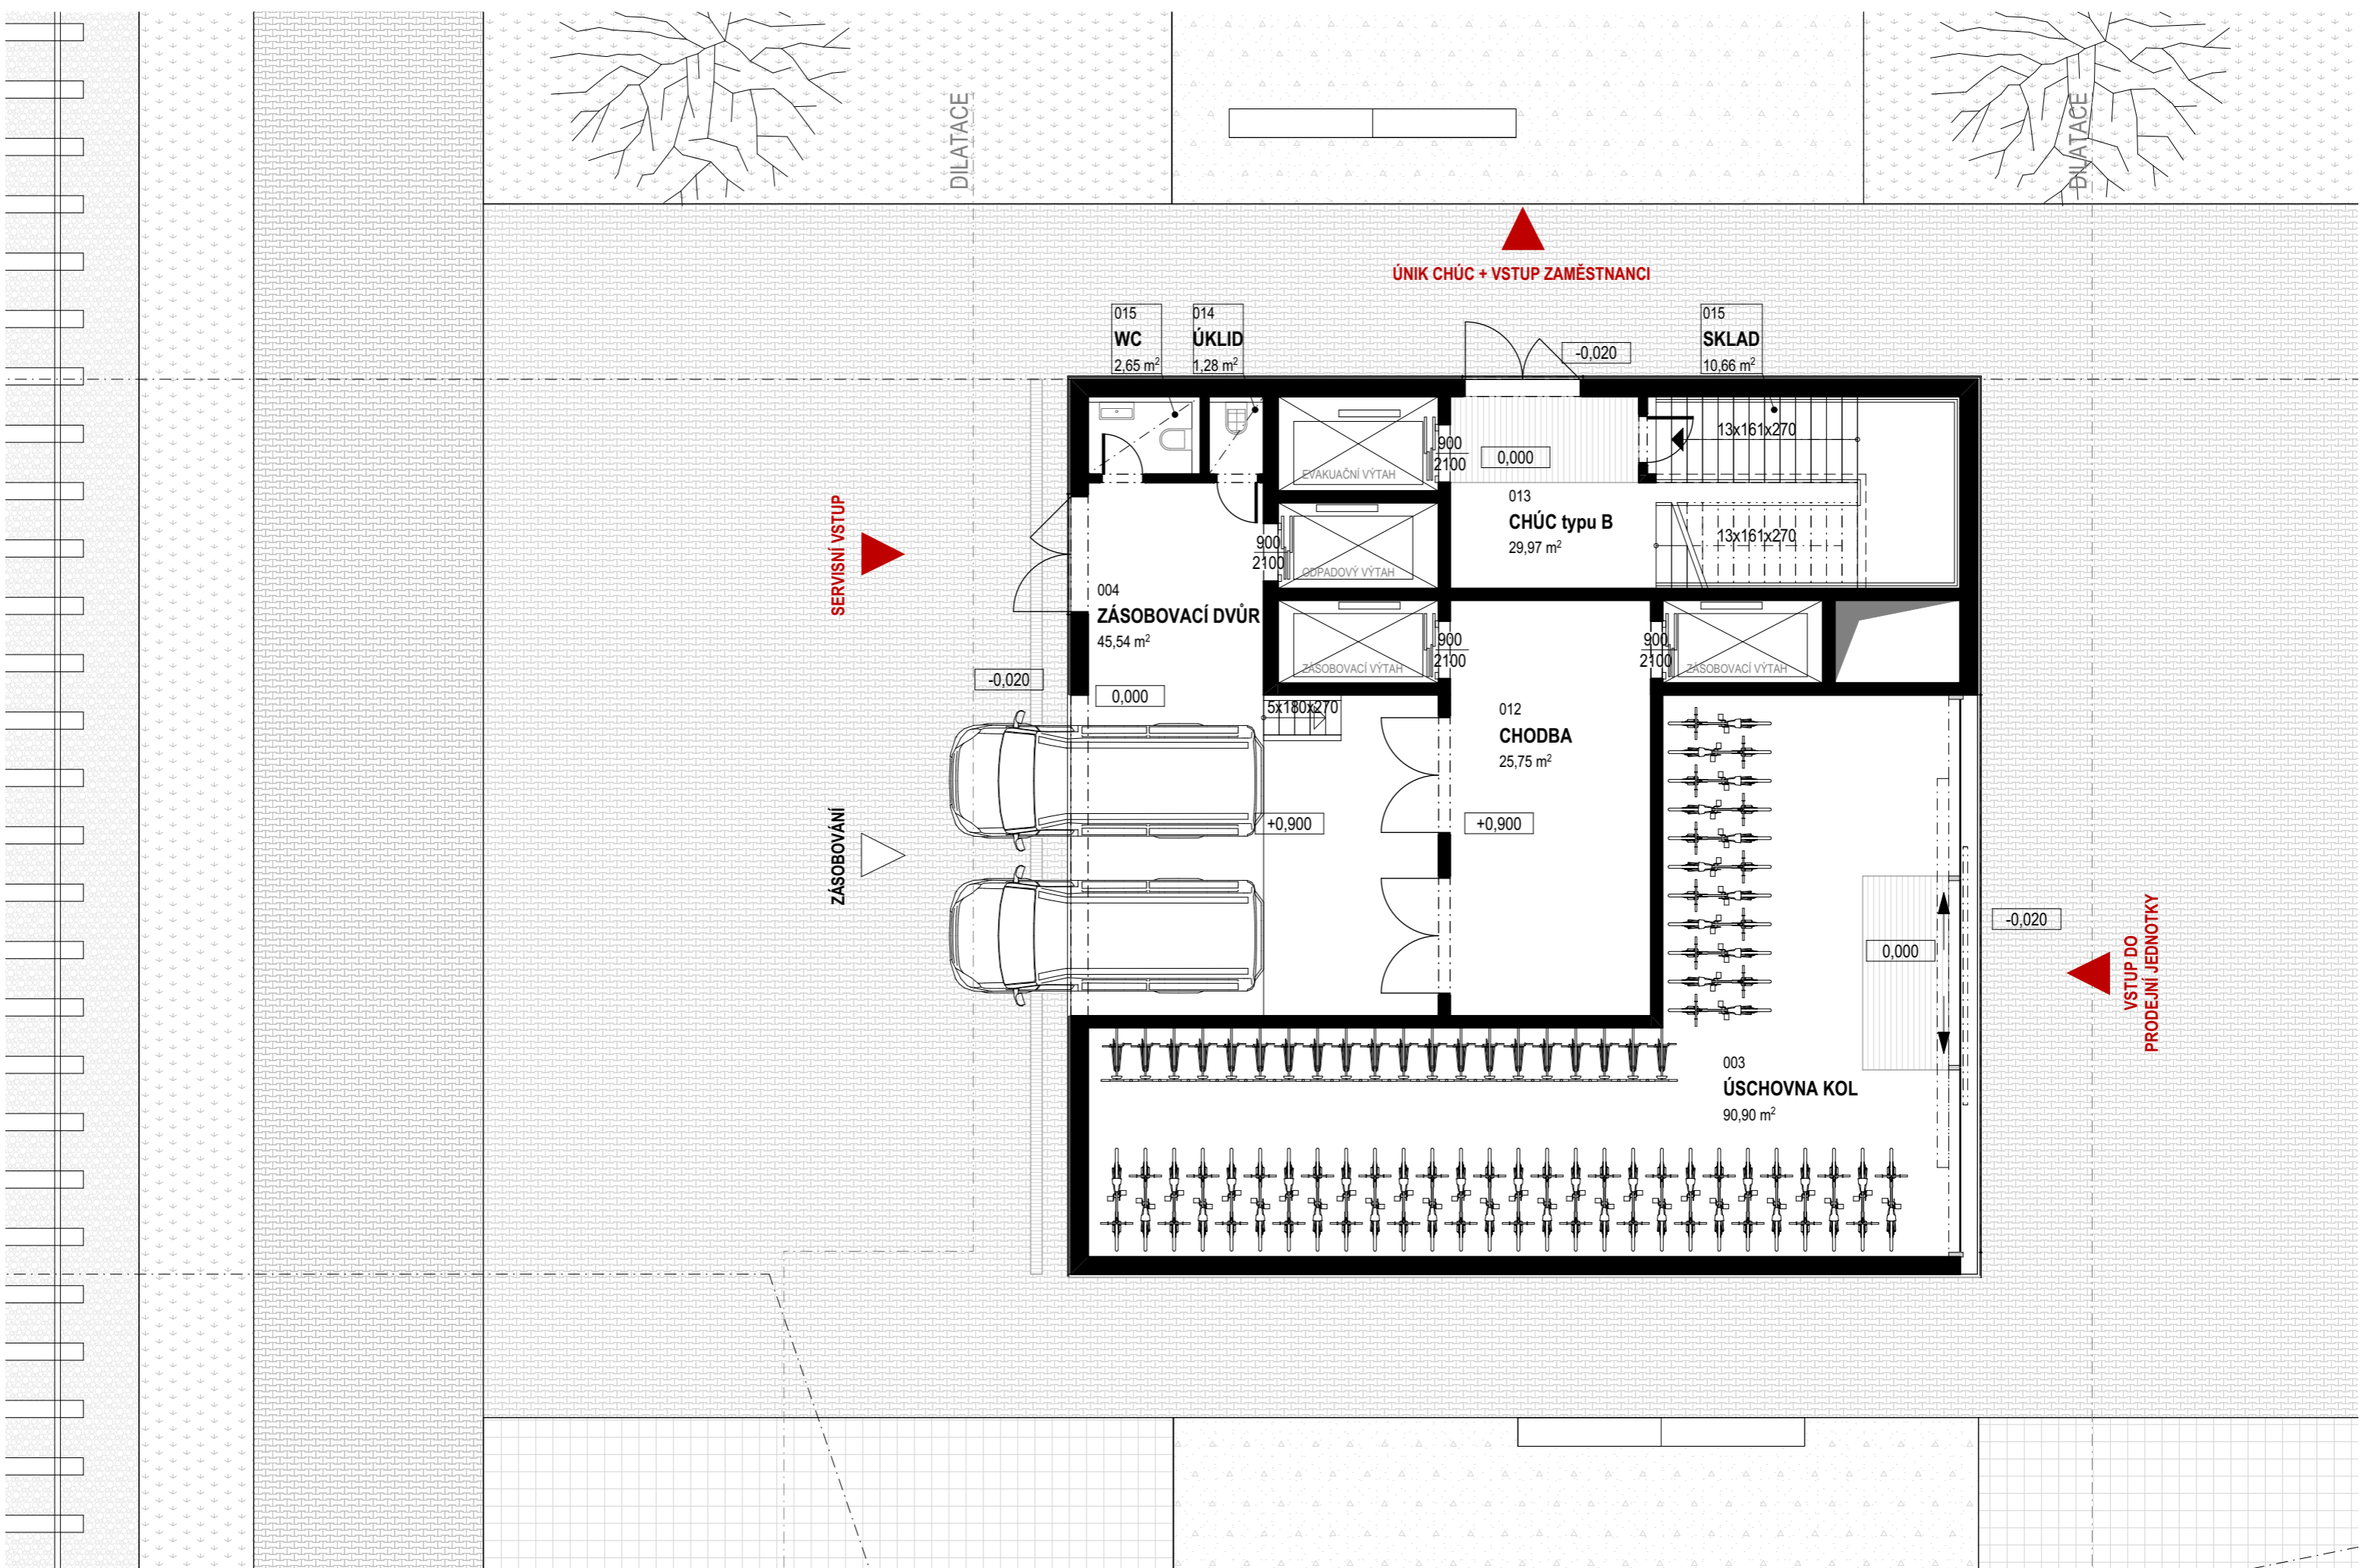 DILATACE
DILATACE
ÚNIK CHÚC + VSTUP ZAMĚSTNANCI
015
WC
2,65 m²
014
ÚKLID
1,28 m²
015
SKLAD
10,66 m²
-0,020
EVAKUAČNÍ VÝTAH
900
2100
0,000
13x161x270
013
CHÚC typu B
29,97 m²
13x161x270
SERVISNÍ VSTUP
900
2100
ODPADOVÝ VÝTAH
004
ZÁSOBOVACÍ DVŮR
45,54 m²
ZÁSOBOVACÍ VÝTAH
900
2100
900
2100
ZÁSOBOVACÍ VÝTAH
-0,020
0,000
5x180x270
012
CHODBA
25,75 m²
ZÁSOBOVÁNÍ
+0,900
+0,900
0,000
-0,020
VSTUP DO
PRODEJNÍ JEDNOTKY
003
ÚSCHOVNA KOL
90,90 m²